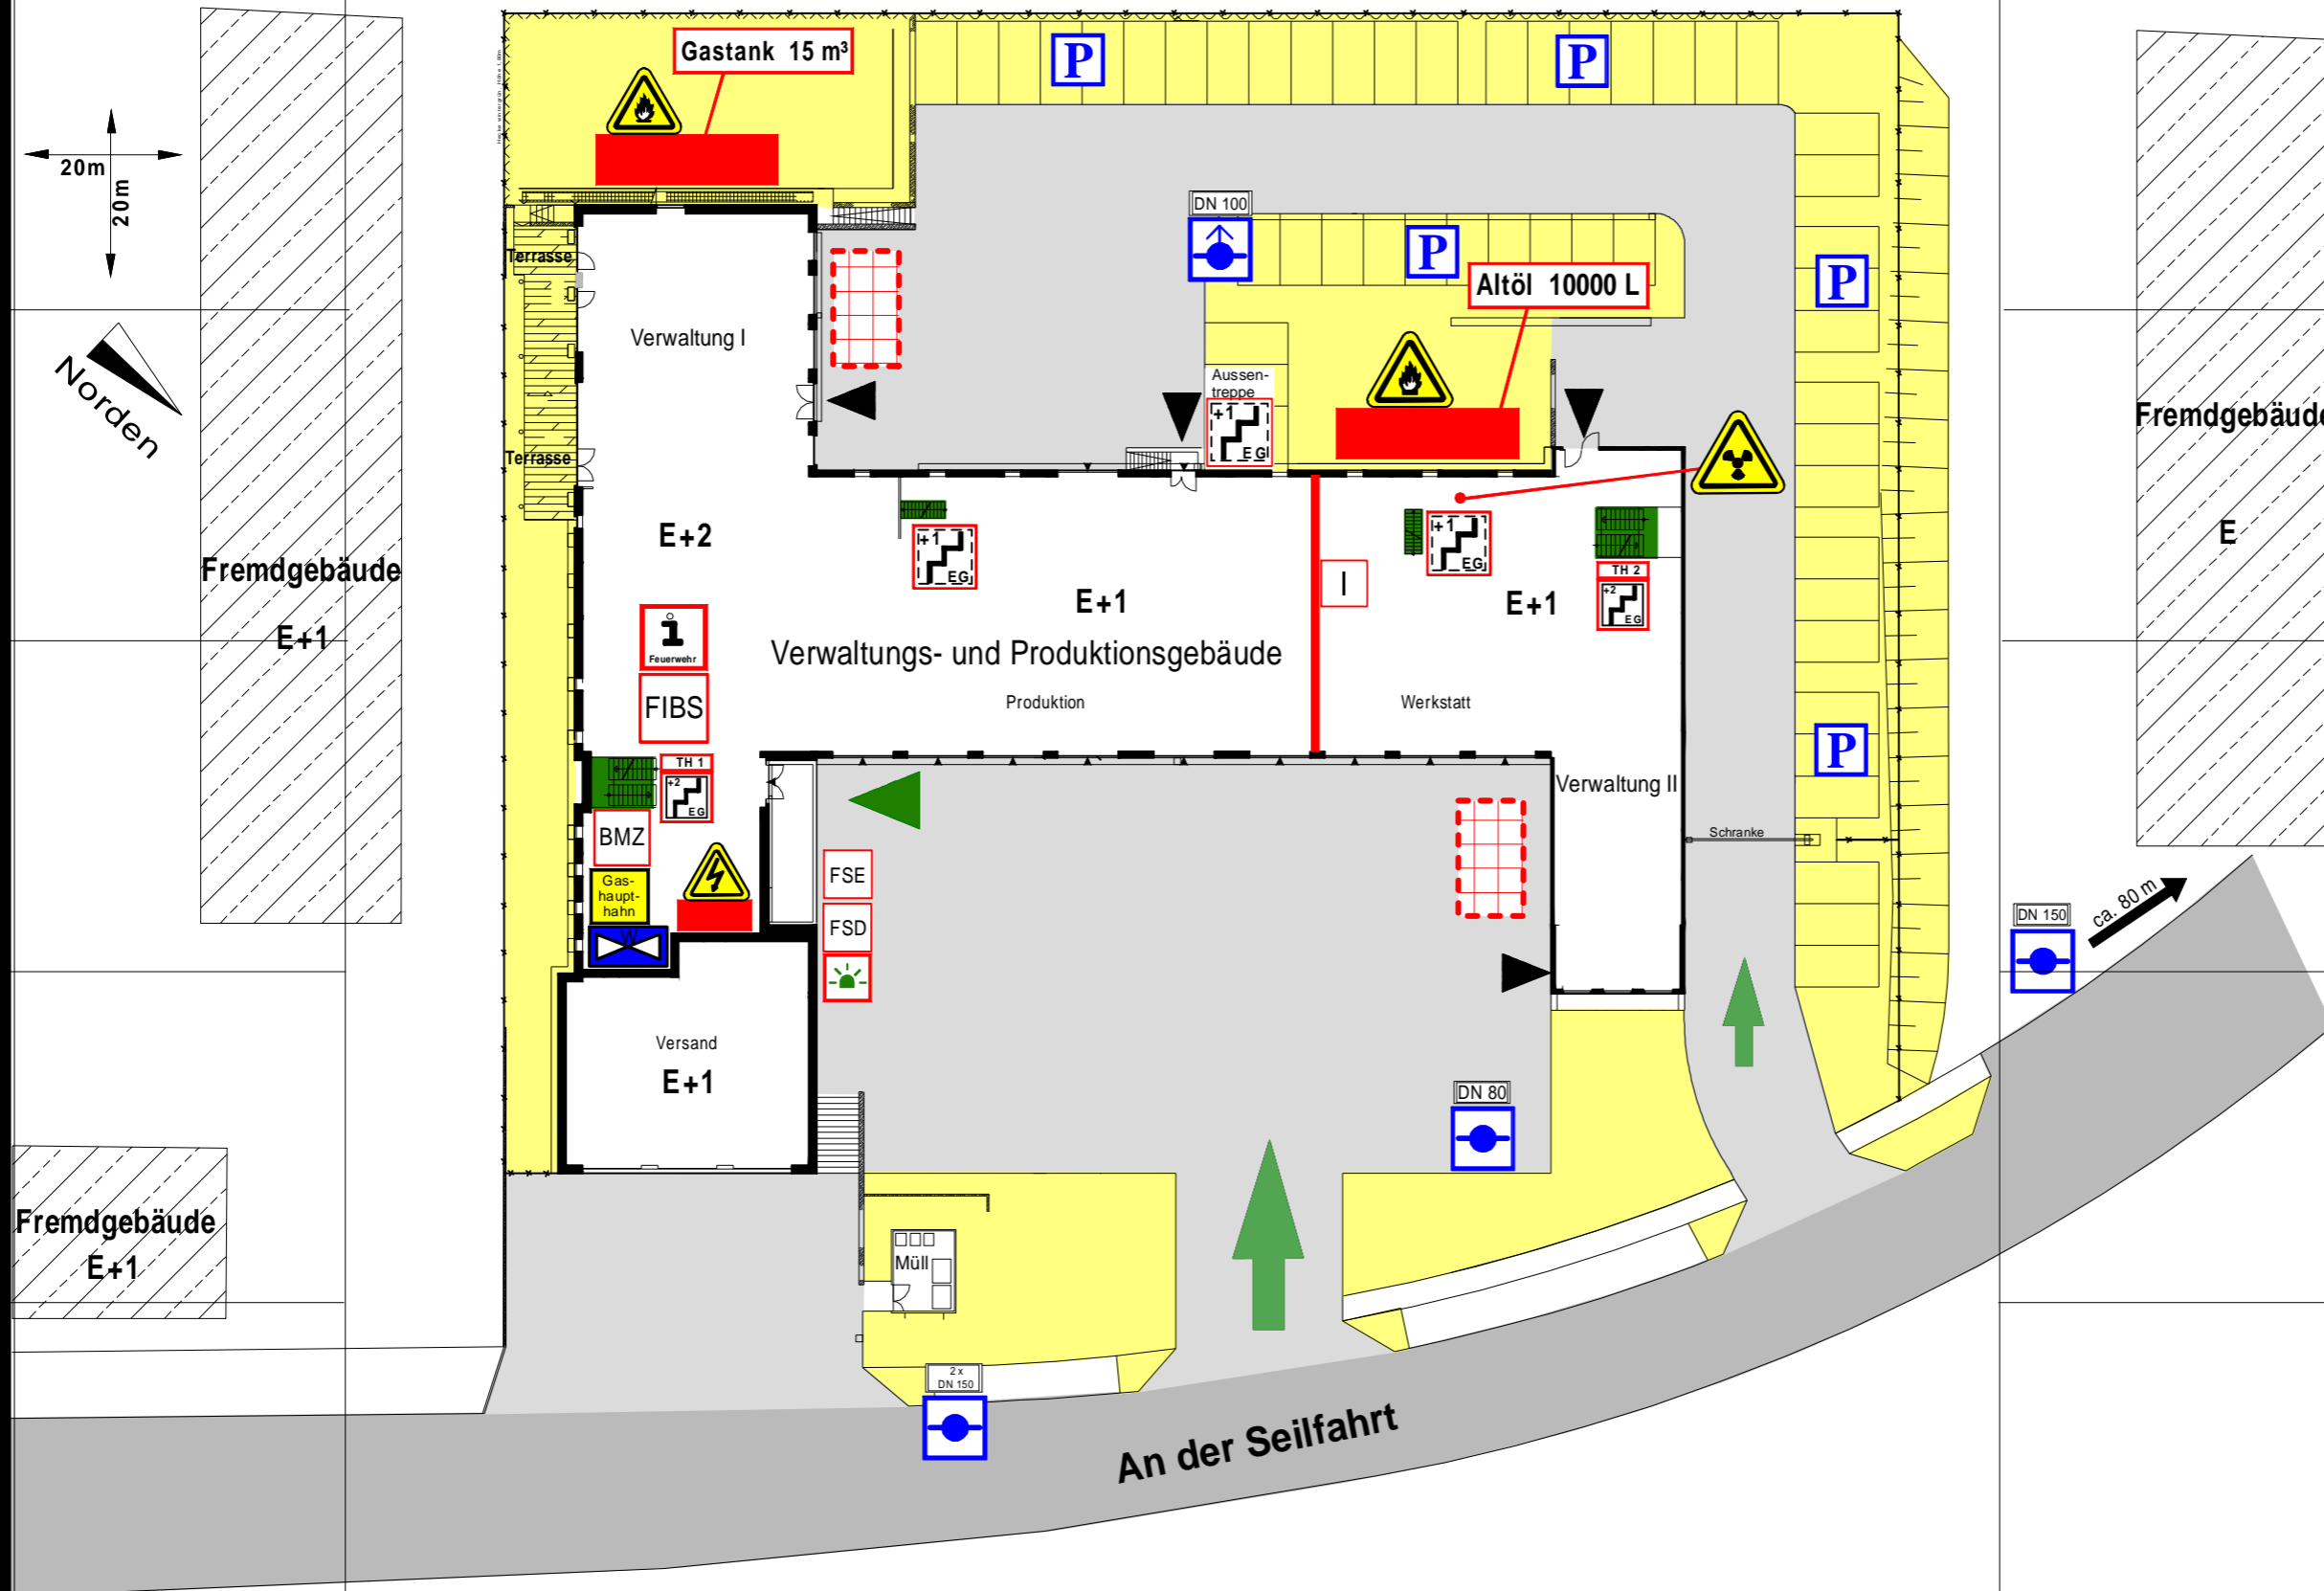 Gastank 15 m³
P
P
20m
20m
DN 100
P
Terrasse
Altöl 10000 L
P
Verwaltung I
Norden
Aussen-
treppe
+1
EG
Fremdgebäude
E
Terrasse
E+2
+1
EG
+1
EG
Fremdgebäude
E+1
I
TH 2
+2
EG
E+1
E+1
i
Feuerwehr
Verwaltungs- und Produktionsgebäude
FIBS
Produktion
Werkstatt
P
TH 1
+2
EG
Verwaltung II
BMZ
Schranke
FSE
Gas-
haupt-
hahn
FSD
W
ca. 80 m
DN 150
Versand
E+1
DN 80
Fremdgebäude
E+1
Müll
2 x
DN 150
An der Seilfahrt